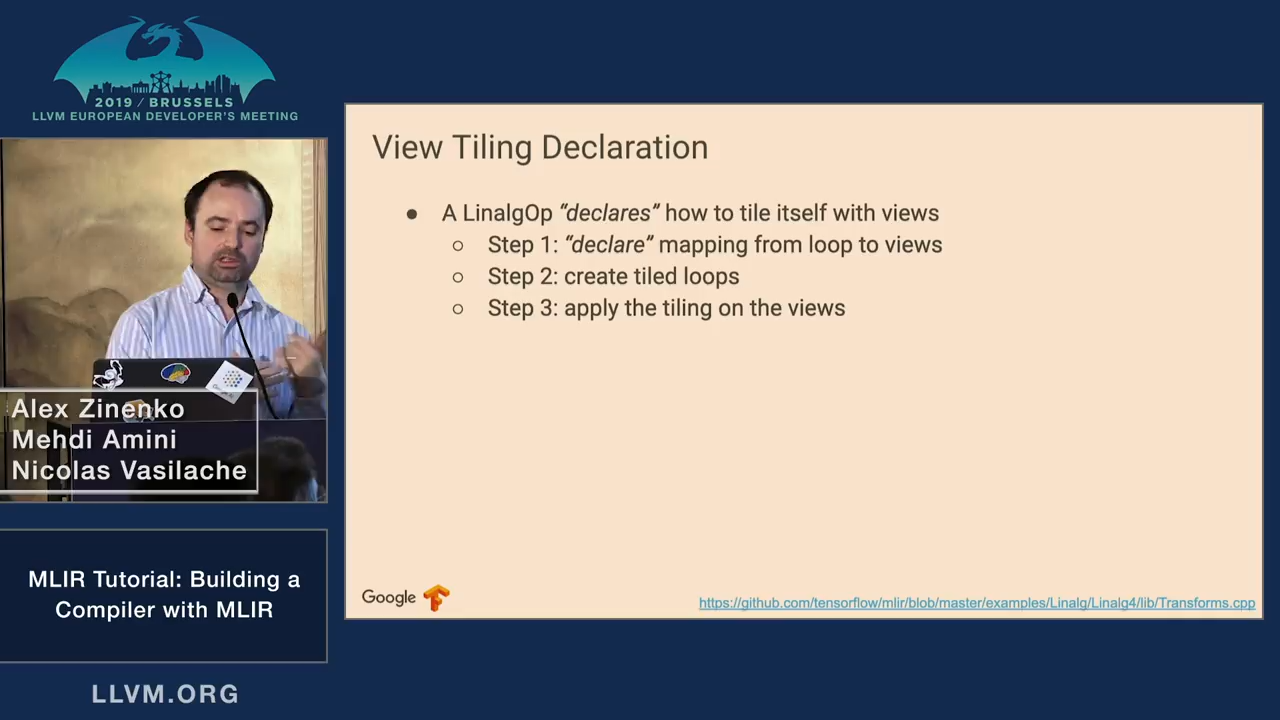 2019 / BRUSSELS
LLVM EUROPEAN DEVELOPER'S MEETING
Alex Zinenko
Mehdi Amini
Nicolas Vasilache
MLIR Tutorial: Building a
Compiler with MLIR
LLVM.ORG
View Tiling Declaration
● A LinalgOp “declares” how to tile itself with views
○ Step 1: “declare” mapping from loop to views
○ Step 2: create tiled loops
○ Step 3: apply the tiling on the views
Google
https://github.com/tensorflow/mlir/blob/master/examples/Linalg/Linalg4/lib/Transforms.cpp